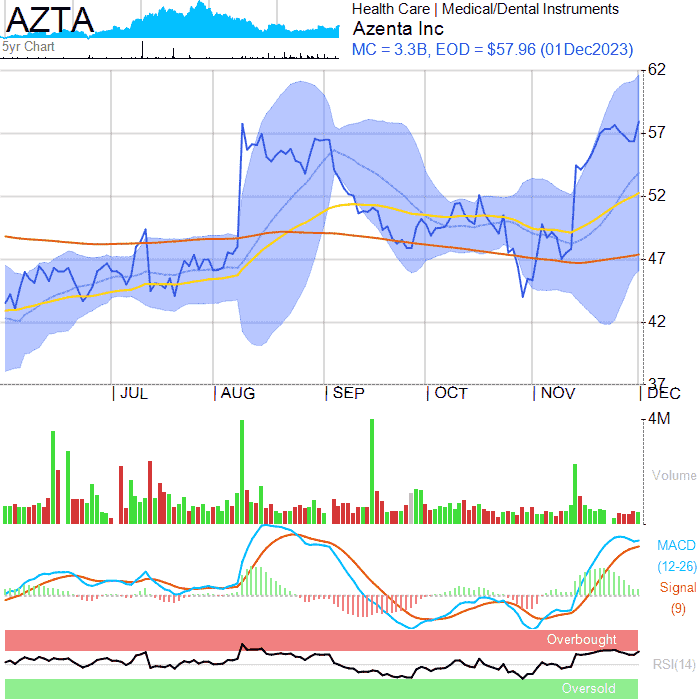 AZTA
5yr Chart
Health Care | Medical/Dental Instruments
Azenta Inc
MC = 3.3B, EOD = $57.96 (01Dec2023)
62
57
52
47
42
37
JUL
AUG
SEP
OCT
NOV
DEC
4M
Volume
MACD
(12-26)
Signal
(9)
Overbought
RSI(14)
Oversold